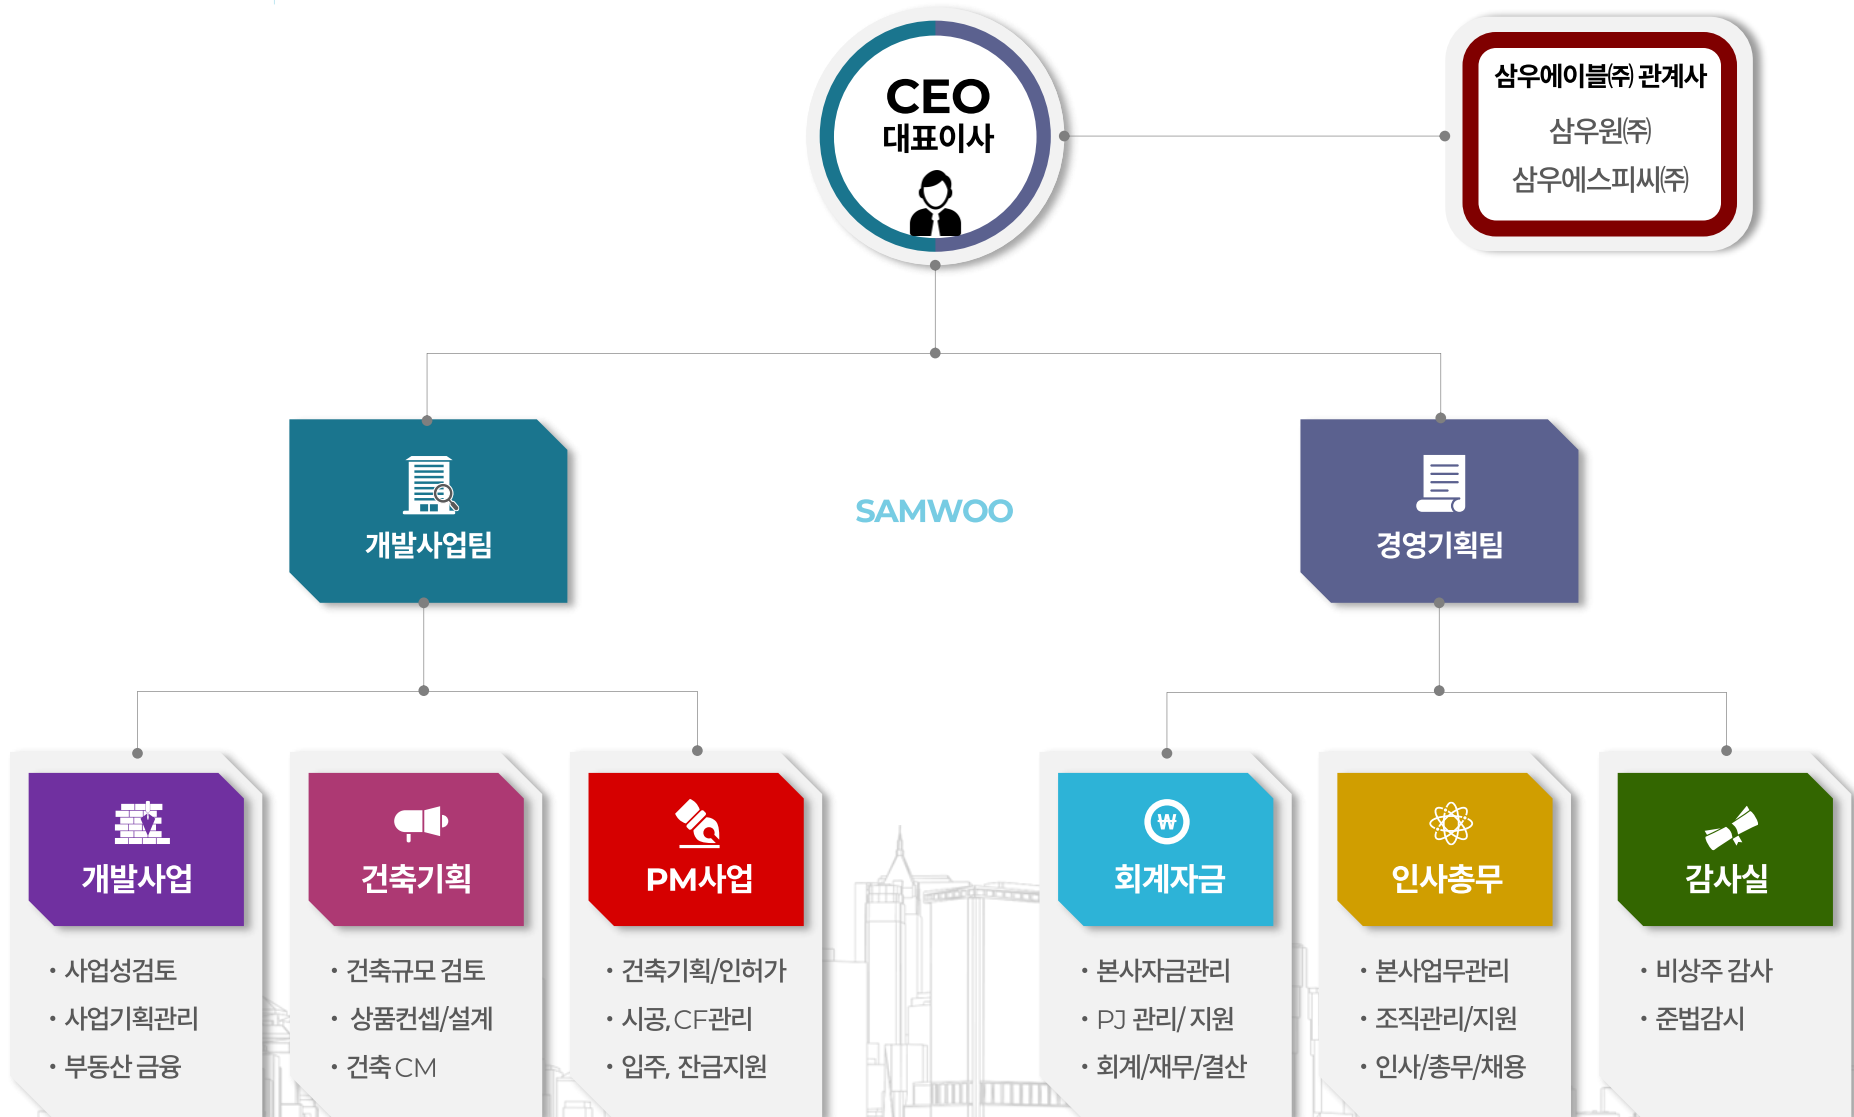 CEO
대표이사
삼우에이블㈜ 관계사
삼우원㈜
삼우에스피씨㈜
개발사업팀
SAMWOO
경영기획팀
개발사업
· 사업성검토
· 사업기획관리
· 부동산 금융
건축기획
· 건축규모 검토
· 상품컨셉/설계
· 건축 CM
PM사업
· 건축기획/인허가
· 시공, CF관리
· 입주, 잔금지원
회계자금
· 본사자금관리
· PJ 관리/ 지원
· 회계/재무/결산
인사총무
· 본사업무관리
· 조직관리/지원
· 인사/총무/채용
감사실
· 비상주 감사
· 준법감시